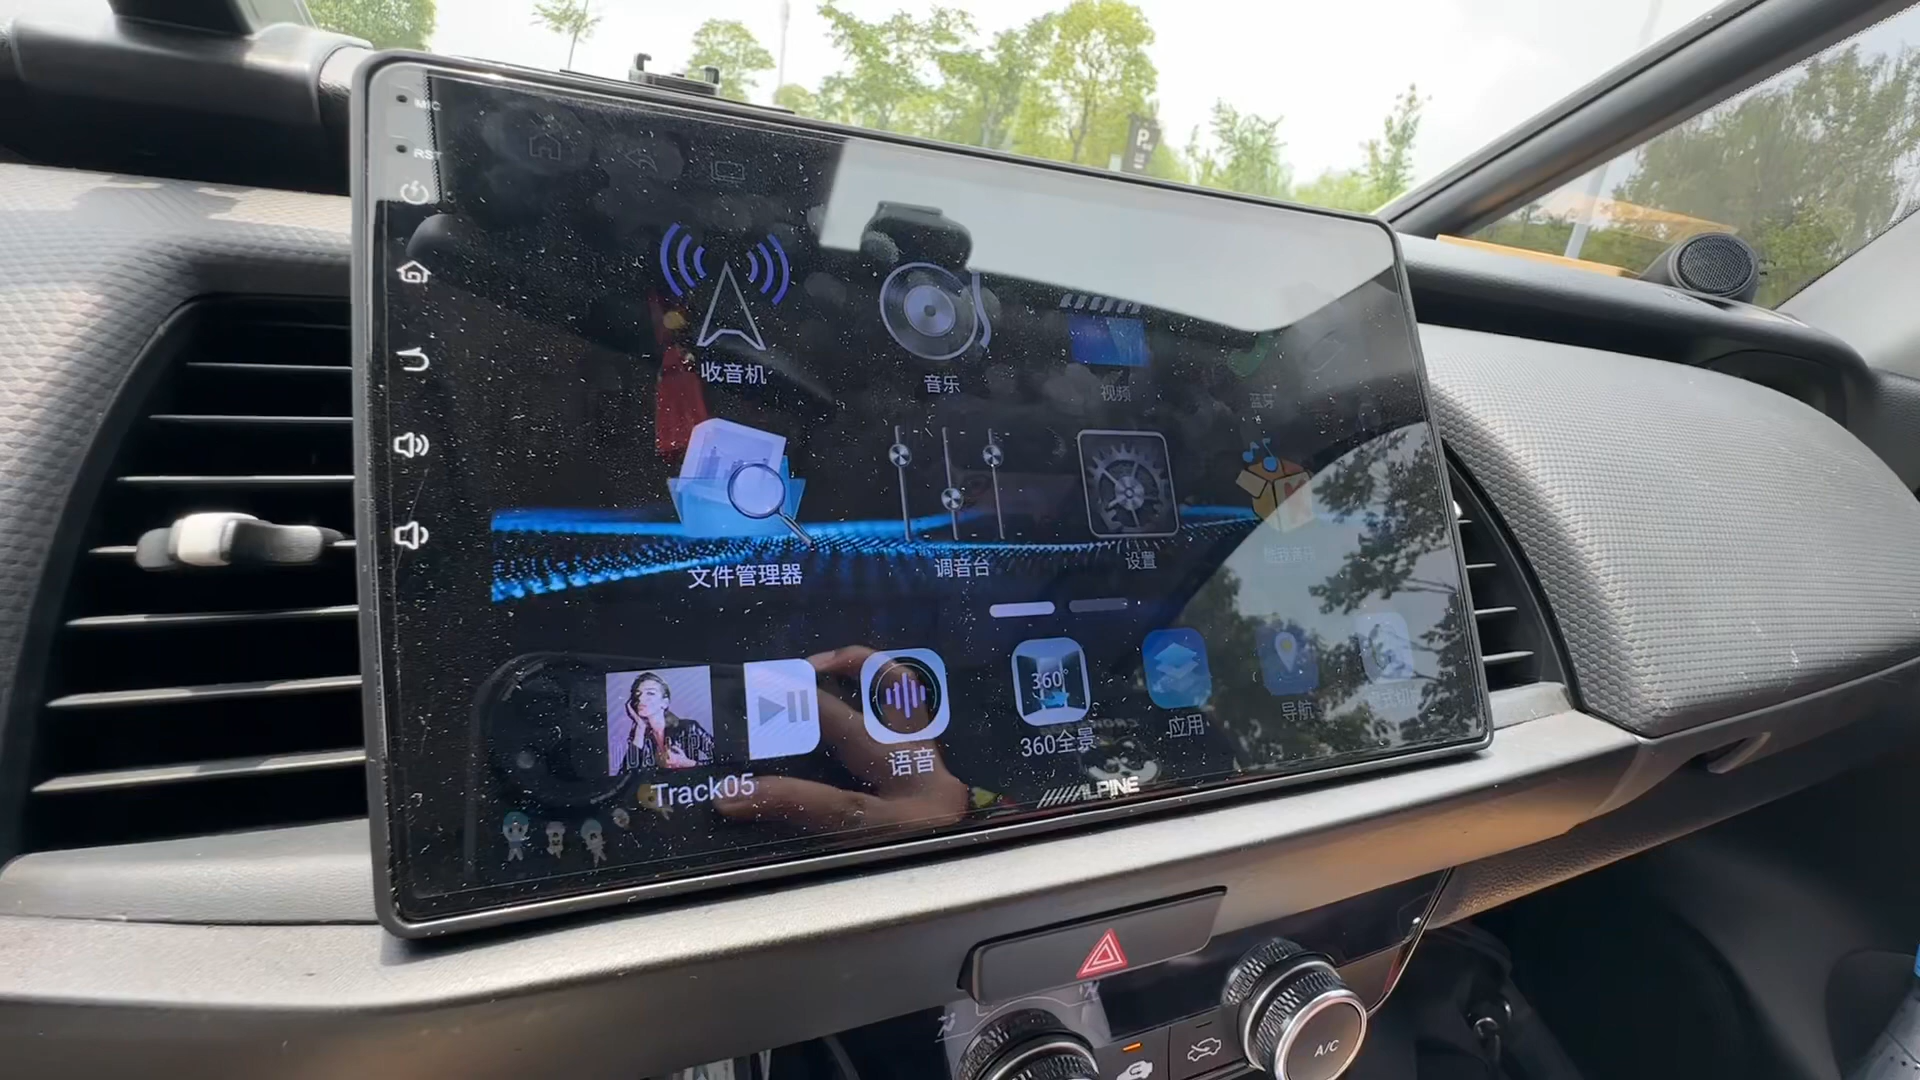 MIC
RST
收音机
音乐
视频
蓝牙
文件管理器
调音台
设置
360°
Track05
语音
360全景
应用
导航
ALPINE
P
A/C